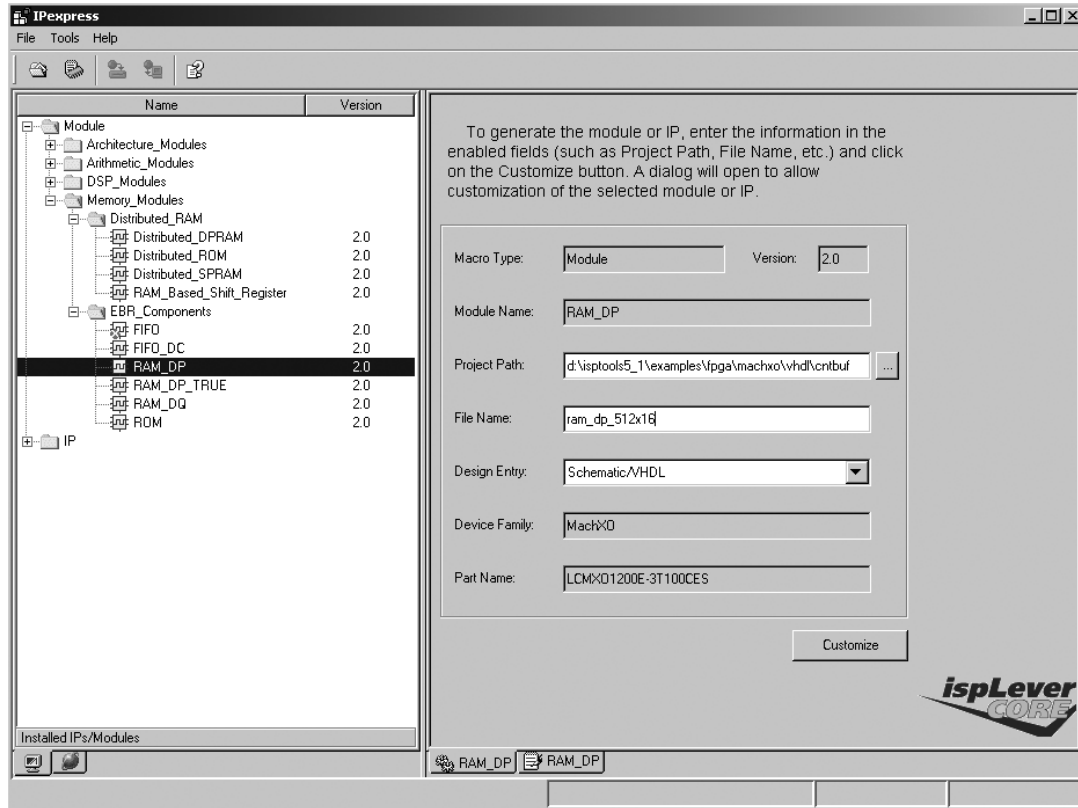 IPexpress
File Tools Help
Name Version
Module
Architecture_Modules
Arithmetic_Modules
DSP_Modules
Memory_Modules
Distributed_RAM
Distributed_DPRAM 2.0
Distributed_ROM 2.0
Distributed_SPRAM 2.0
RAM_Based_Shift_Register 2.0
EBR_Components
FIFO 2.0
FIFO_DC 2.0
RAM_DP 2.0
RAM_DP_TRUE 2.0
RAM_DQ 2.0
ROM 2.0
IP
Installed IPs/Modules
To generate the module or IP, enter the information in the
enabled fields (such as Project Path, File Name, etc.) and click
on the Customize button. A dialog will open to allow
customization of the selected module or IP.
Macro Type: Module Version: 2.0
Module Name: RAM_DP
Project Path: d:\isptools5_1\examples\fpga\machxo\vhdl\cntbuf ...
File Name: ram_dp_512x16
Design Entry: Schematic/VHDL
Device Family: MachXO
Part Name: LCMXO1200E-3T100CES
Customize
ispLever
CORE
RAM_DP RAM_DP